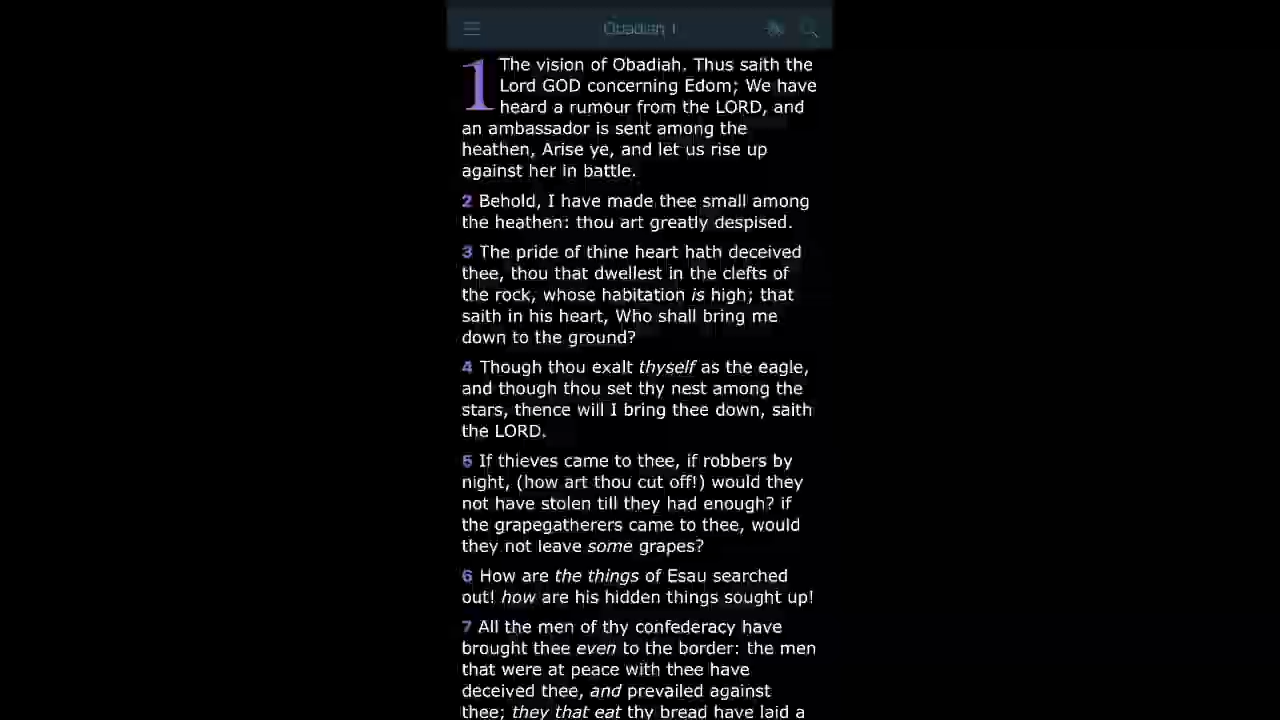 Obadiah 1
1 The vision of Obadiah. Thus saith the
Lord GOD concerning Edom; We have
heard a rumour from the LORD, and
an ambassador is sent among the
heathen, Arise ye, and let us rise up
against her in battle.
2 Behold, I have made thee small among
the heathen: thou art greatly despised.
3 The pride of thine heart hath deceived
thee, thou that dwellest in the clefts of
the rock, whose habitation is high; that
saith in his heart, Who shall bring me
down to the ground?
4 Though thou exalt thyself as the eagle,
and though thou set thy nest among the
stars, thence will I bring thee down, saith
the LORD.
5 If thieves came to thee, if robbers by
night, (how art thou cut off!) would they
not have stolen till they had enough? if
the grapegatherers came to thee, would
they not leave some grapes?
6 How are the things of Esau searched
out! how are his hidden things sought up!
7 All the men of thy confederacy have
brought thee even to the border: the men
that were at peace with thee have
deceived thee, and prevailed against
thee; they that eat thy bread have laid a